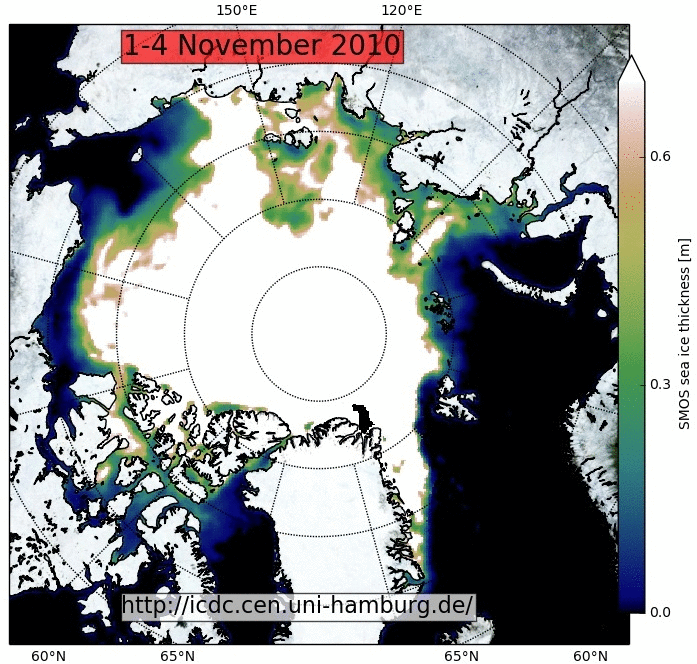 150°E 120°E
1-4 November 2010
0.6
0.3
0.0
SMOS sea ice thickness [m]
http://icdc.cen.uni-hamburg.de/
60°N 65°N 65°N 60°N